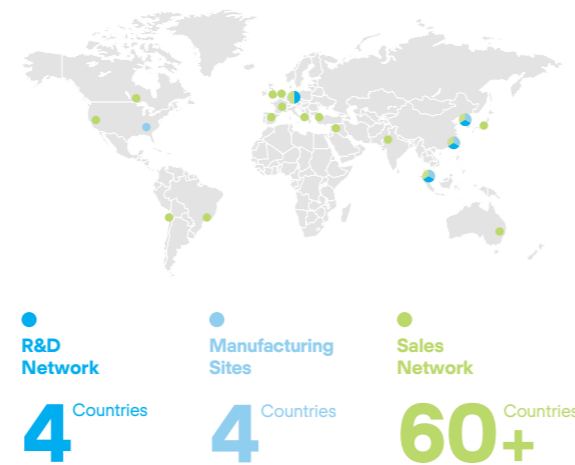 R&D
Network
4 Countries
Manufacturing
Sites
4 Countries
Sales
Network
60+ Countries